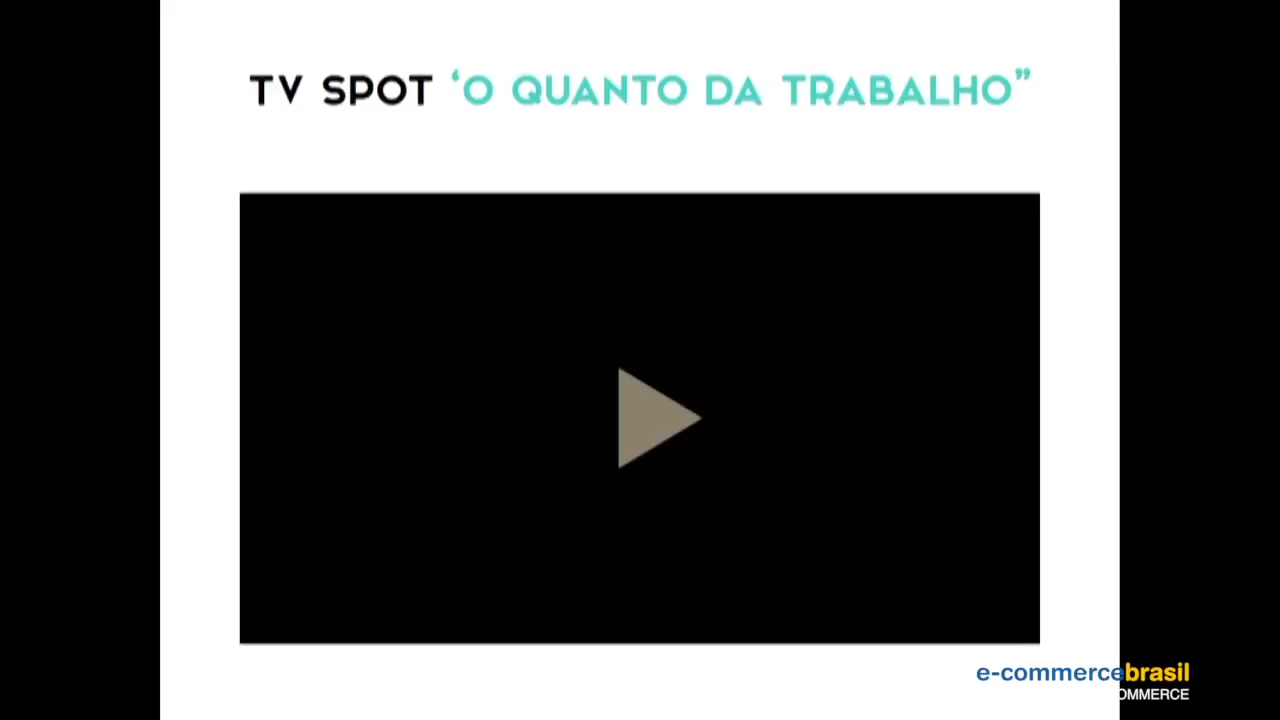 TV SPOT ‘O QUANTO DA TRABALHO”
e-commercebrasil
OMMERCE